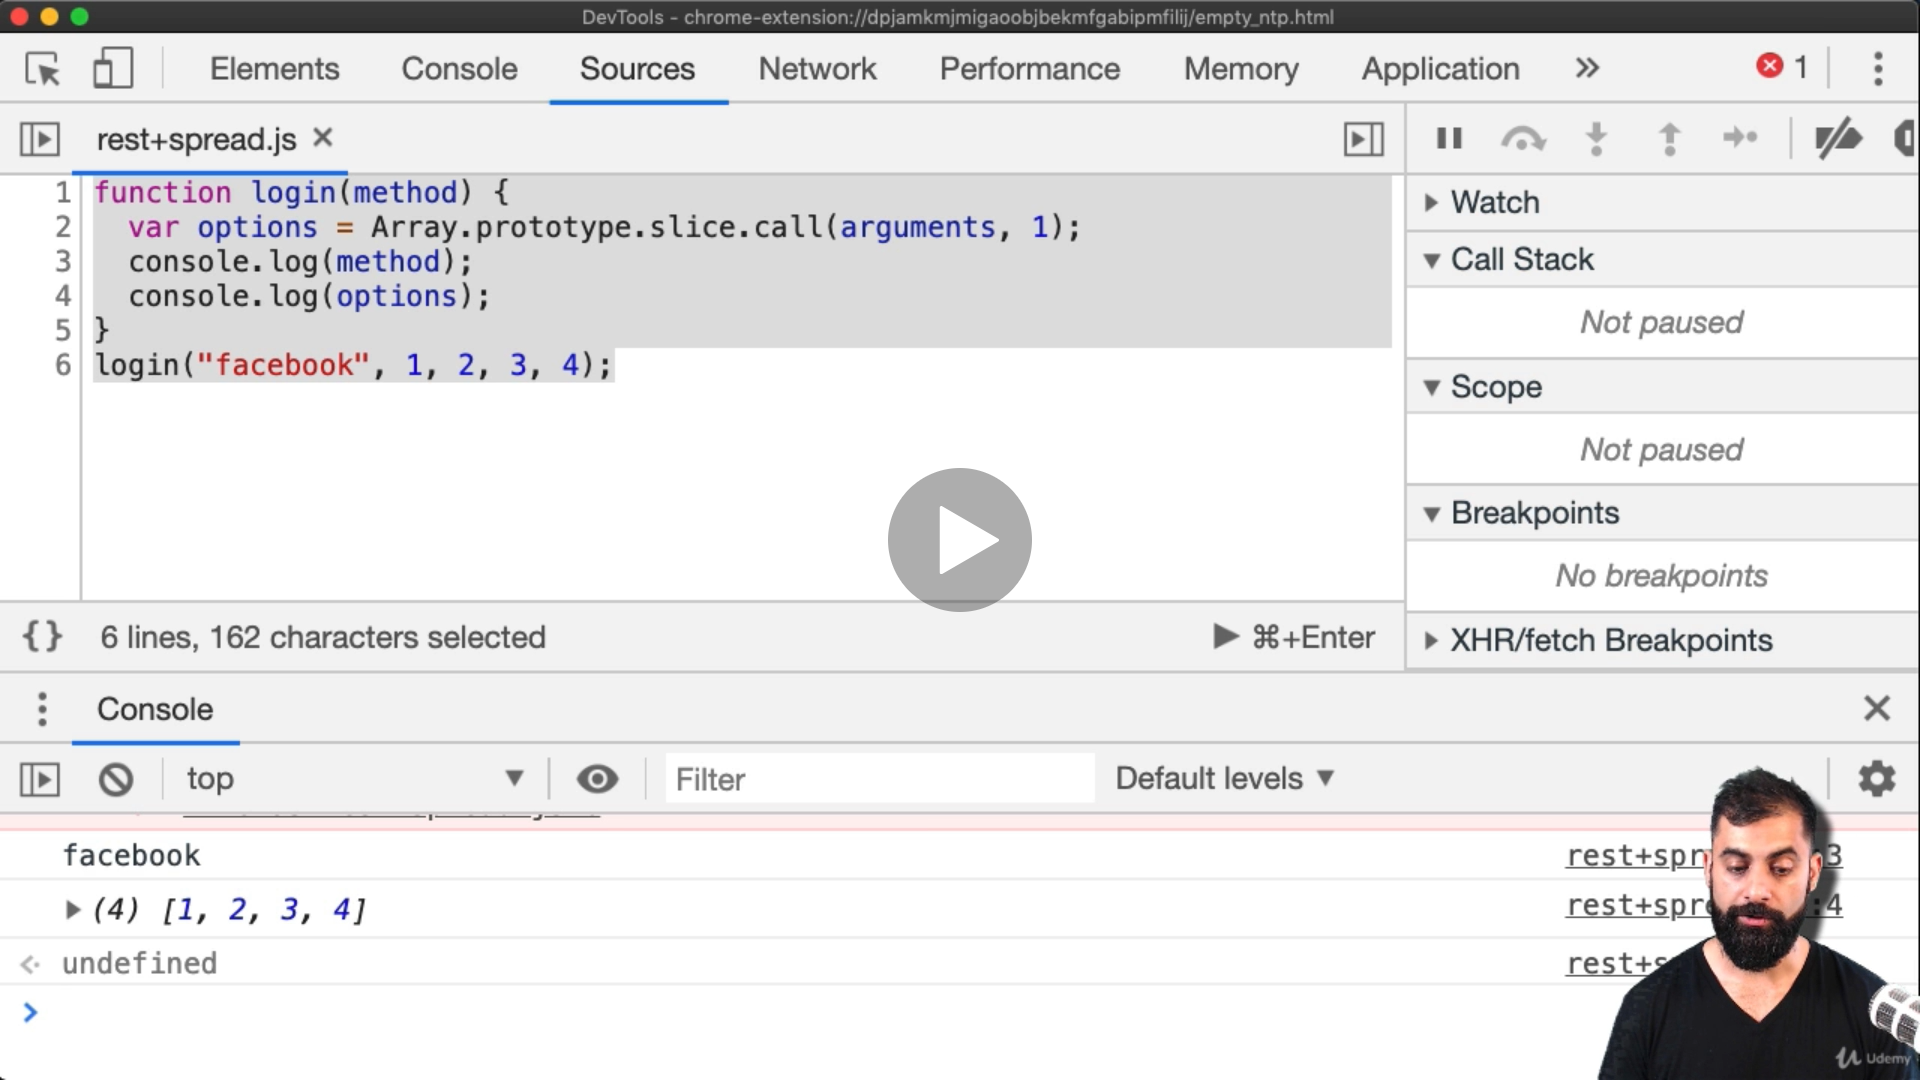 DevTools - chrome-extension://dpjamkmjmigaoobjbekmfgabipmfilij/empty_ntp.html
Elements Console Sources Network Performance Memory Application » 1
rest+spread.js ×
1 function login(method) {
2 var options = Array.prototype.slice.call(arguments, 1);
3 console.log(method);
4 console.log(options);
5 }
6 login("facebook", 1, 2, 3, 4);
Watch
Call Stack
Not paused
Scope
Not paused
Breakpoints
No breakpoints
XHR/fetch Breakpoints
{} 6 lines, 162 characters selected ⌘+Enter
Console
top Filter Default levels
facebook rest+spr 3
(4) [1, 2, 3, 4] rest+spr :4
undefined rest+s
Udemy